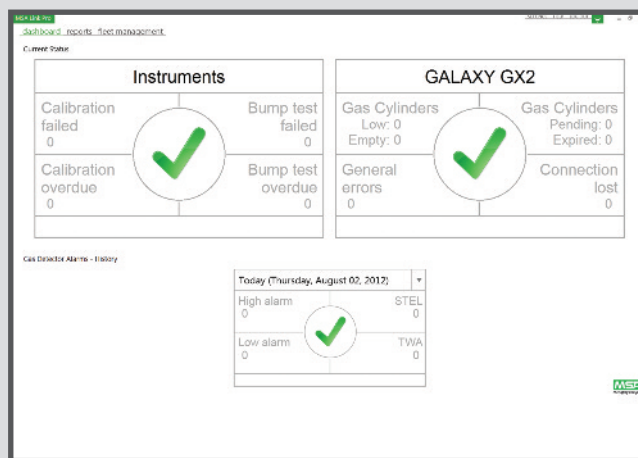 MSA Link Pro
dashboard reports fleet management
Current Status
Instruments
Calibration failed
0
Bump test failed
0
Calibration overdue
0
Bump test overdue
0
GALAXY GX2
Gas Cylinders
Low: 0
Empty: 0
Gas Cylinders
Pending: 0
Expired: 0
General errors
0
Connection lost
0
Gas Detector Alarms - History
Today (Thursday, August 02, 2012)
High alarm
0
STEL
0
Low alarm
0
TWA
0
MSA